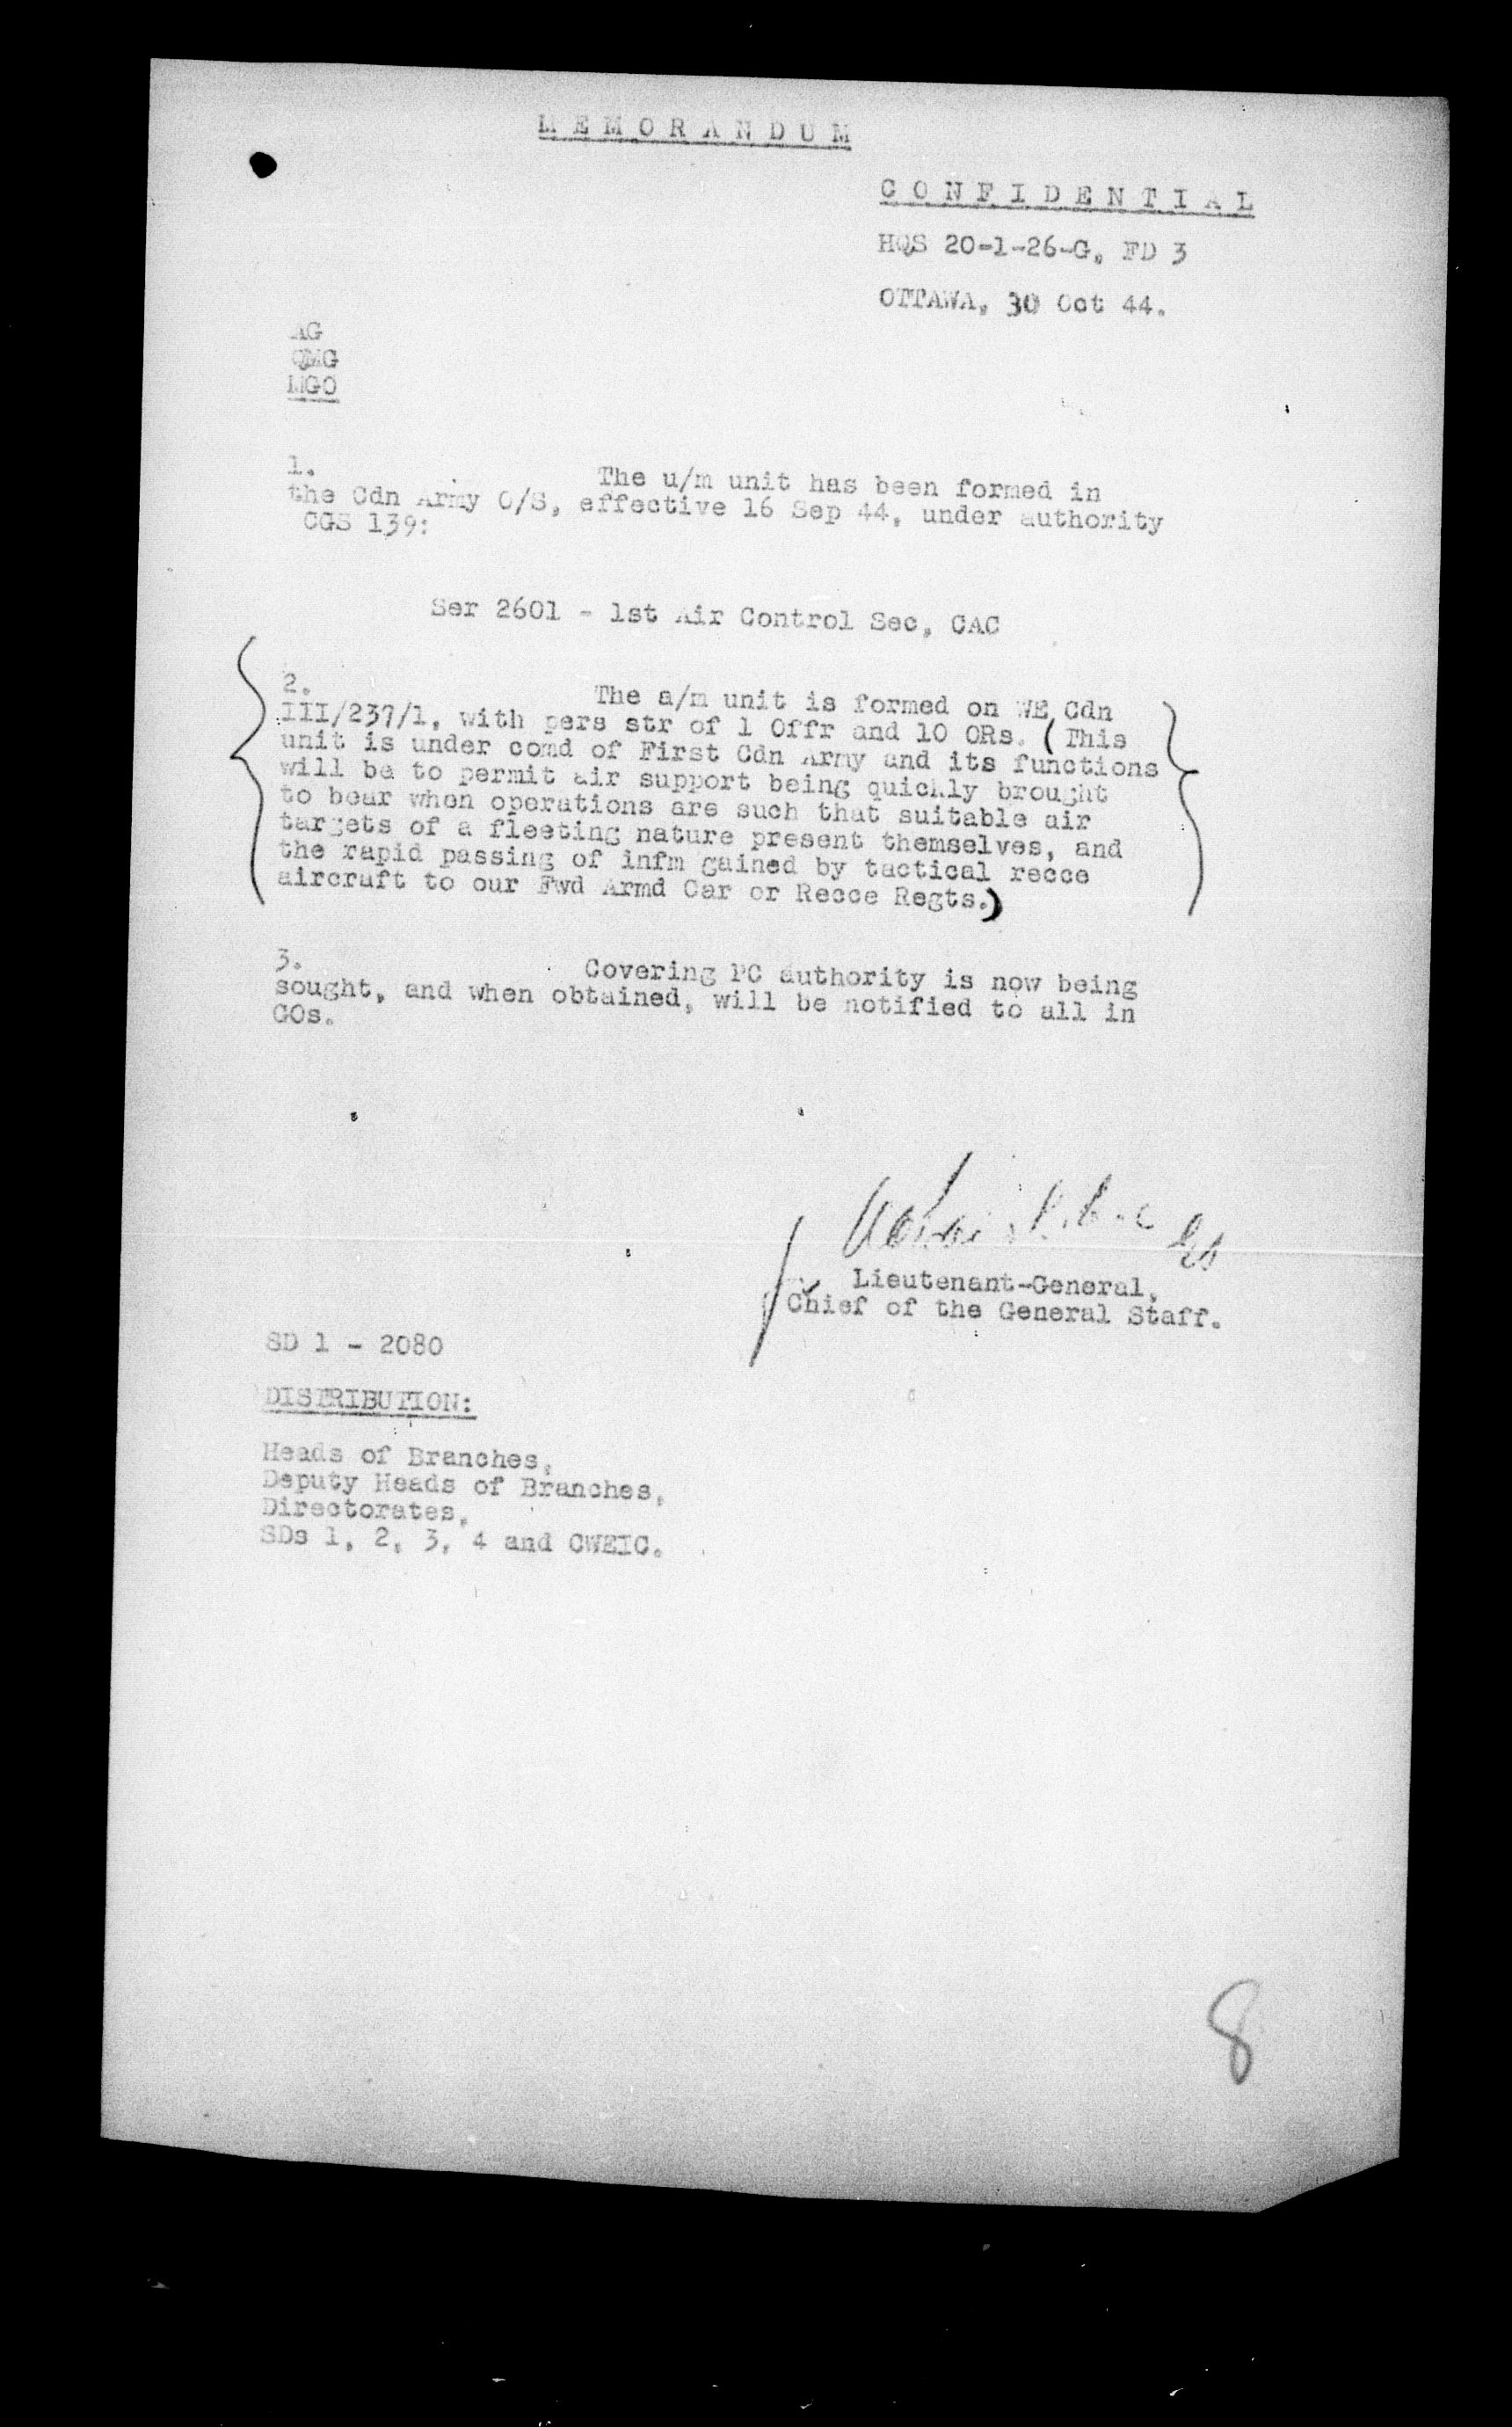 M E M O R A N D U M
C O N F I D E N T I A L
HQS 20-1-26-G, FD 3
OTTAWA, 30 Oct 44.
AG
QMG
MGO
1. The u/m unit has been formed in
the Cdn Army O/S, effective 16 Sep 44, under authority
CGS 139:
Ser 2601 - 1st Air Control Sec, CAC
2. The a/m unit is formed on WE Cdn
III/237/1, with pers str of 1 Offr and 10 ORs. (This
unit is under comd of First Cdn Army and its functions
will be to permit air support being quickly brought
to bear when operations are such that suitable air
targets of a fleeting nature present themselves, and
the rapid passing of infm gained by tactical recce
aircraft to our Fwd Armd Car or Recce Regts.)
3. Covering PC authority is now being
sought, and when obtained, will be notified to all in
GOs.
Lieutenant-General,
Chief of the General Staff.
SD 1 - 2080
DISTRIBUTION:
Heads of Branches,
Deputy Heads of Branches,
Directorates,
SDs 1, 2, 3, 4 and CWEIC.
8